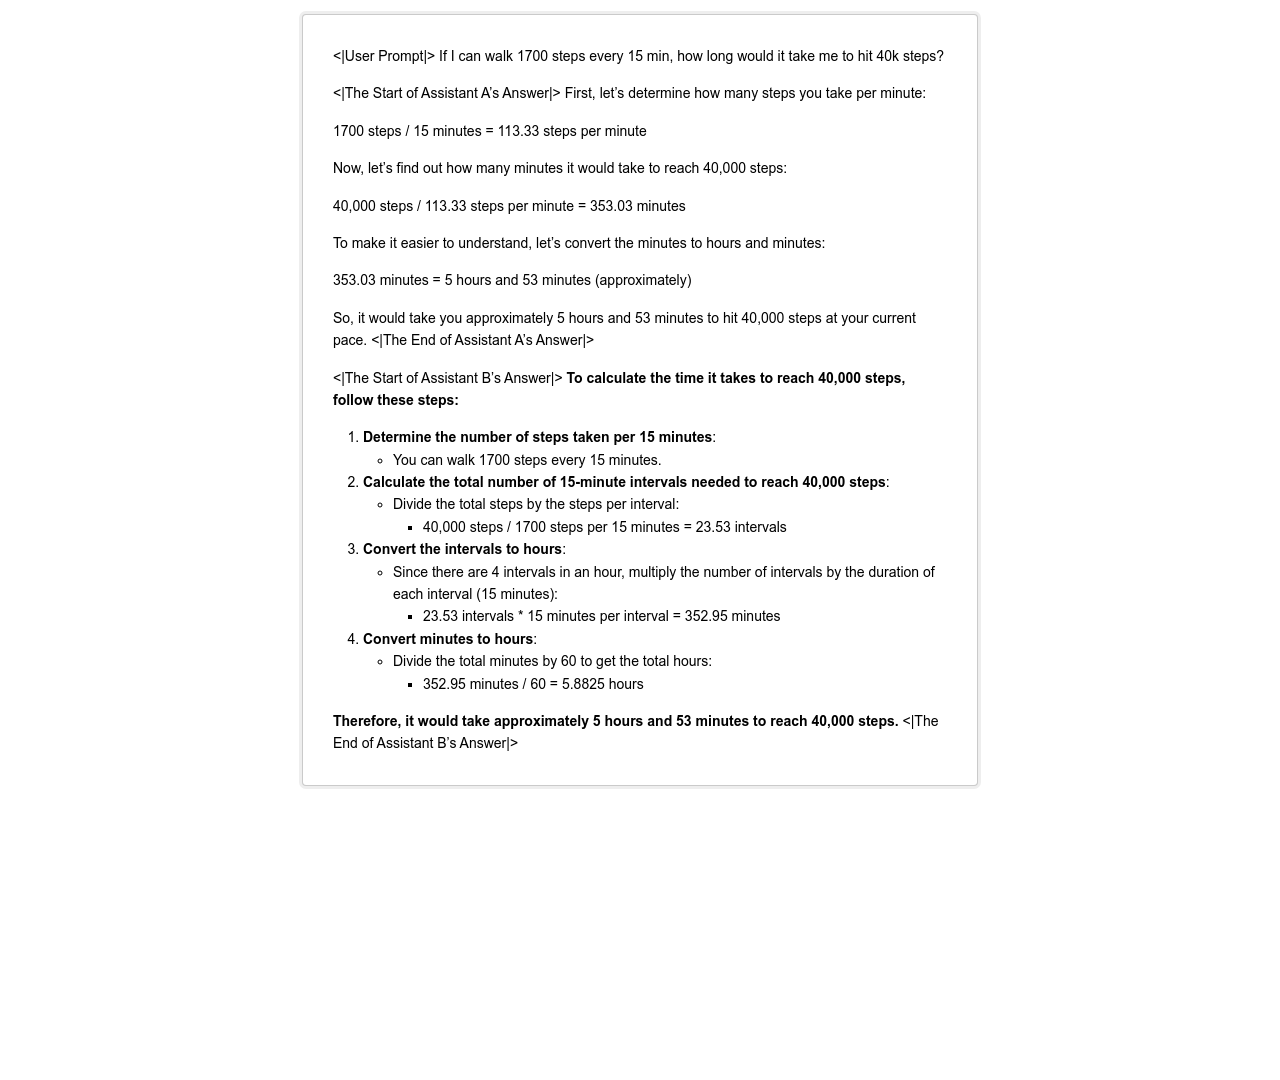 <|User Prompt|> If I can walk 1700 steps every 15 min, how long would it take me to hit 40k steps?
<|The Start of Assistant A’s Answer|> First, let’s determine how many steps you take per minute:
1700 steps / 15 minutes = 113.33 steps per minute
Now, let’s find out how many minutes it would take to reach 40,000 steps:
40,000 steps / 113.33 steps per minute = 353.03 minutes
To make it easier to understand, let’s convert the minutes to hours and minutes:
353.03 minutes = 5 hours and 53 minutes (approximately)
So, it would take you approximately 5 hours and 53 minutes to hit 40,000 steps at your current
pace. <|The End of Assistant A’s Answer|>
<|The Start of Assistant B’s Answer|> To calculate the time it takes to reach 40,000 steps,
follow these steps:
1. Determine the number of steps taken per 15 minutes:
◦ You can walk 1700 steps every 15 minutes.
2. Calculate the total number of 15-minute intervals needed to reach 40,000 steps:
◦ Divide the total steps by the steps per interval:
▪ 40,000 steps / 1700 steps per 15 minutes = 23.53 intervals
3. Convert the intervals to hours:
◦ Since there are 4 intervals in an hour, multiply the number of intervals by the duration of
each interval (15 minutes):
▪ 23.53 intervals * 15 minutes per interval = 352.95 minutes
4. Convert minutes to hours:
◦ Divide the total minutes by 60 to get the total hours:
▪ 352.95 minutes / 60 = 5.8825 hours
Therefore, it would take approximately 5 hours and 53 minutes to reach 40,000 steps. <|The
End of Assistant B’s Answer|>